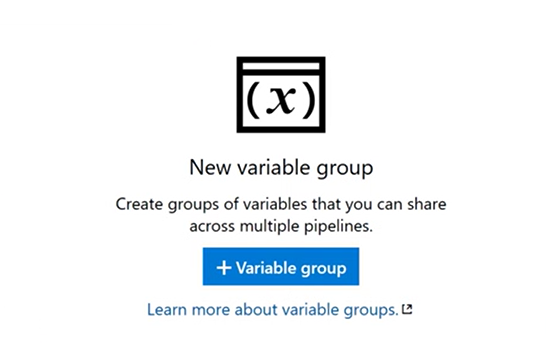 (x)
New variable group
Create groups of variables that you can share
across multiple pipelines.
+ Variable group
Learn more about variable groups.